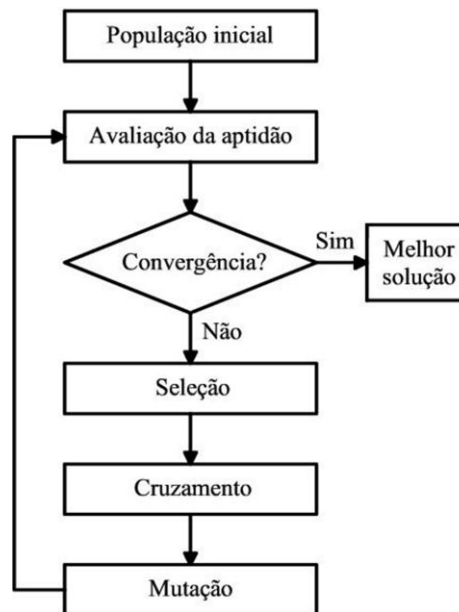 População inicial
Avaliação da aptidão
Convergência?
Sim
Melhor
solução
Não
Seleção
Cruzamento
Mutação